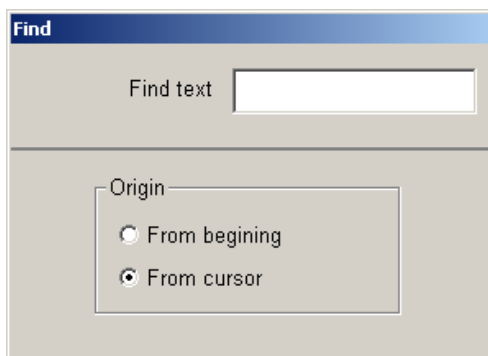 Find
Find text
Origin
From begining
From cursor